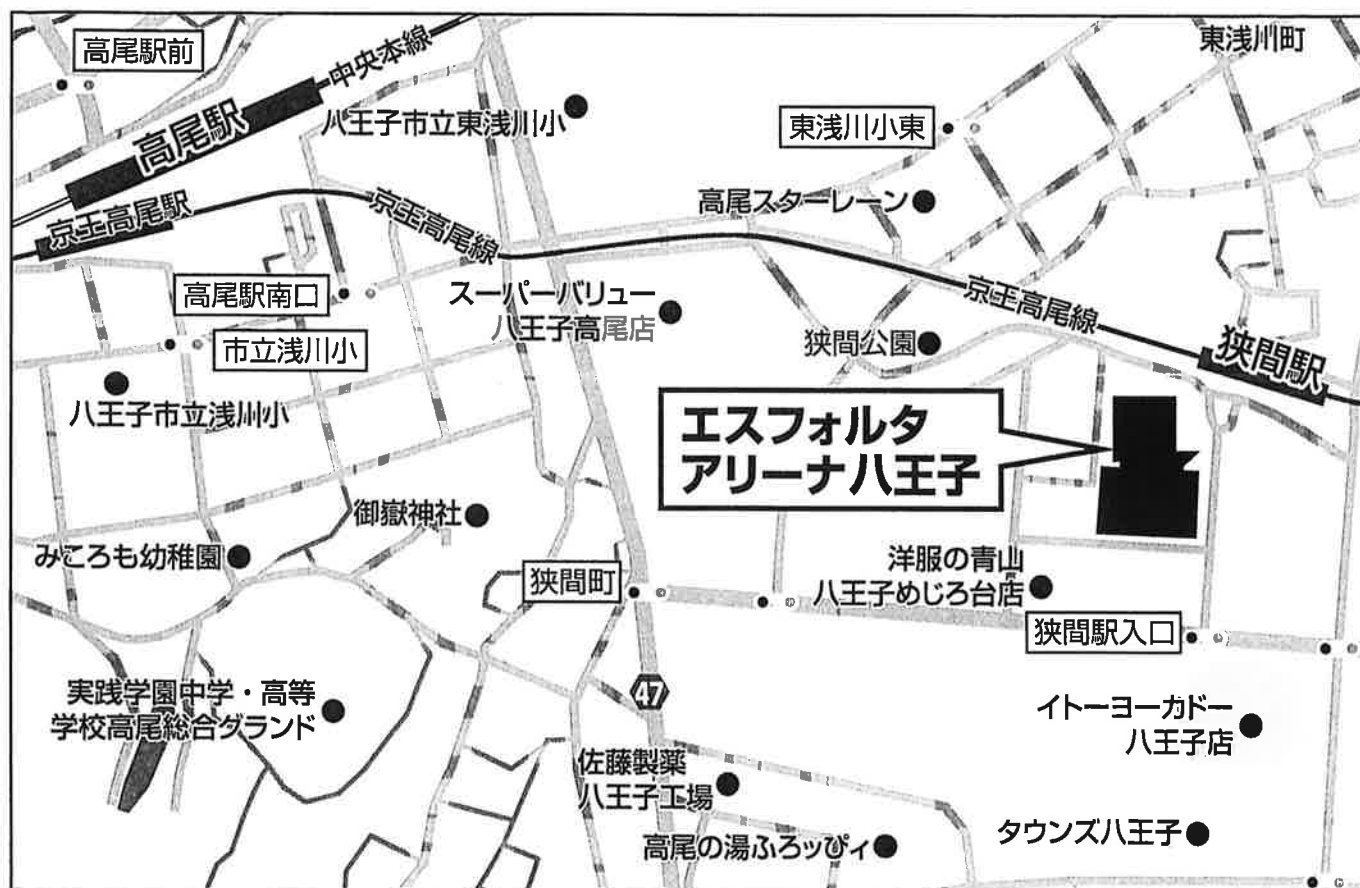 高尾駅前
中央本線
東浅川町
高尾駅
八王子市立東浅川小
東浅川小東
京王高尾駅
京王高尾線
高尾スターレーン
高尾駅南口
スーパーバリュー
八王子高尾店
京王高尾線
市立浅川小
狭間公園
狭間駅
八王子市立浅川小
エスフォルタ
アリーナ八王子
御嶽神社
みころも幼稚園
狭間町
洋服の青山
八王子めじろ台店
狭間駅入口
実践学園中学・高等
学校高尾総合グランド
47
イトーヨーカドー
八王子店
佐藤製薬
八王子工場
高尾の湯ふろッぴィ
タウンズ八王子